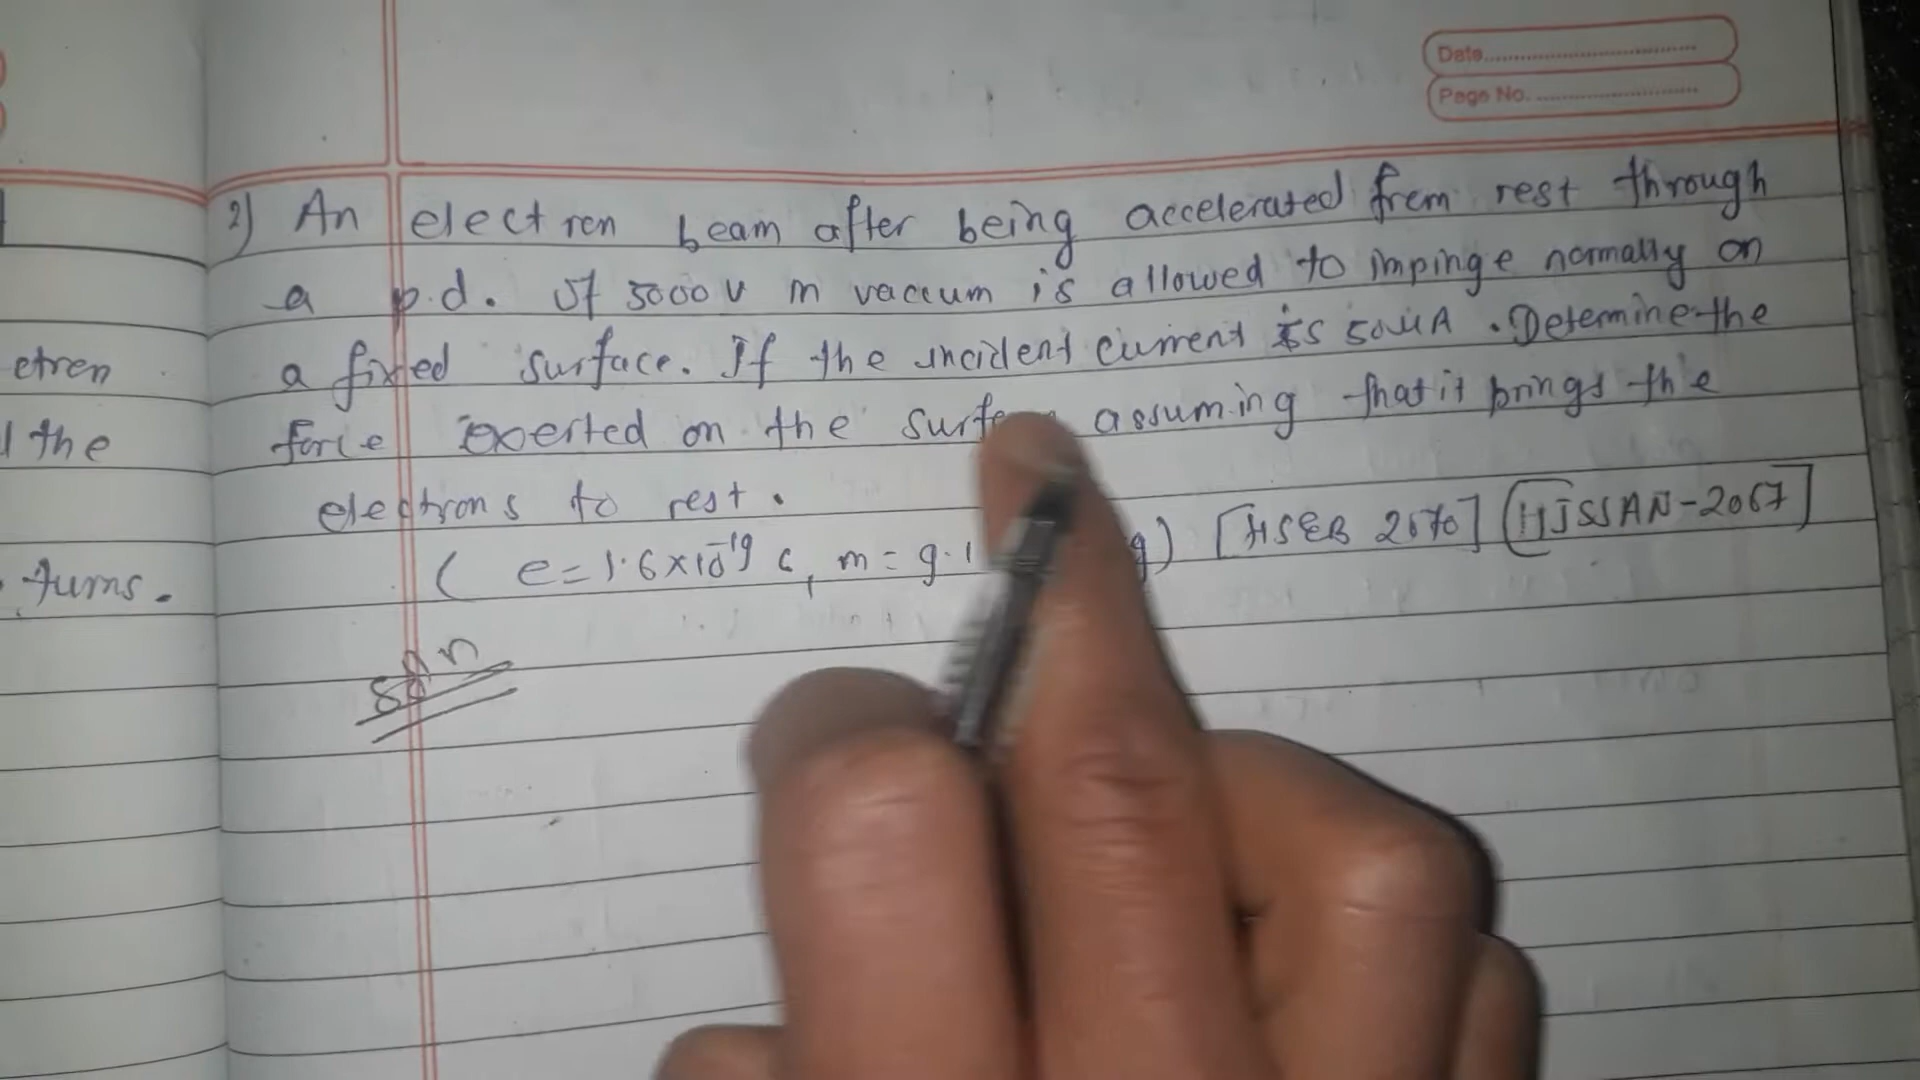 Date
Page No.
2) An electron beam after being accelerated from rest through
a p.d. of 5000 V in vaccum is allowed to impinge normally on
a fixed surface. If the incident current is 50 μA. Determine the
etren
force exerted on the assuming that it brings the
l the
electrons to rest.
(e=1.6×10⁻¹⁹ c, m= 9.1 g) [HSEB 2070] [HISSAN-2067]
turns.
soln